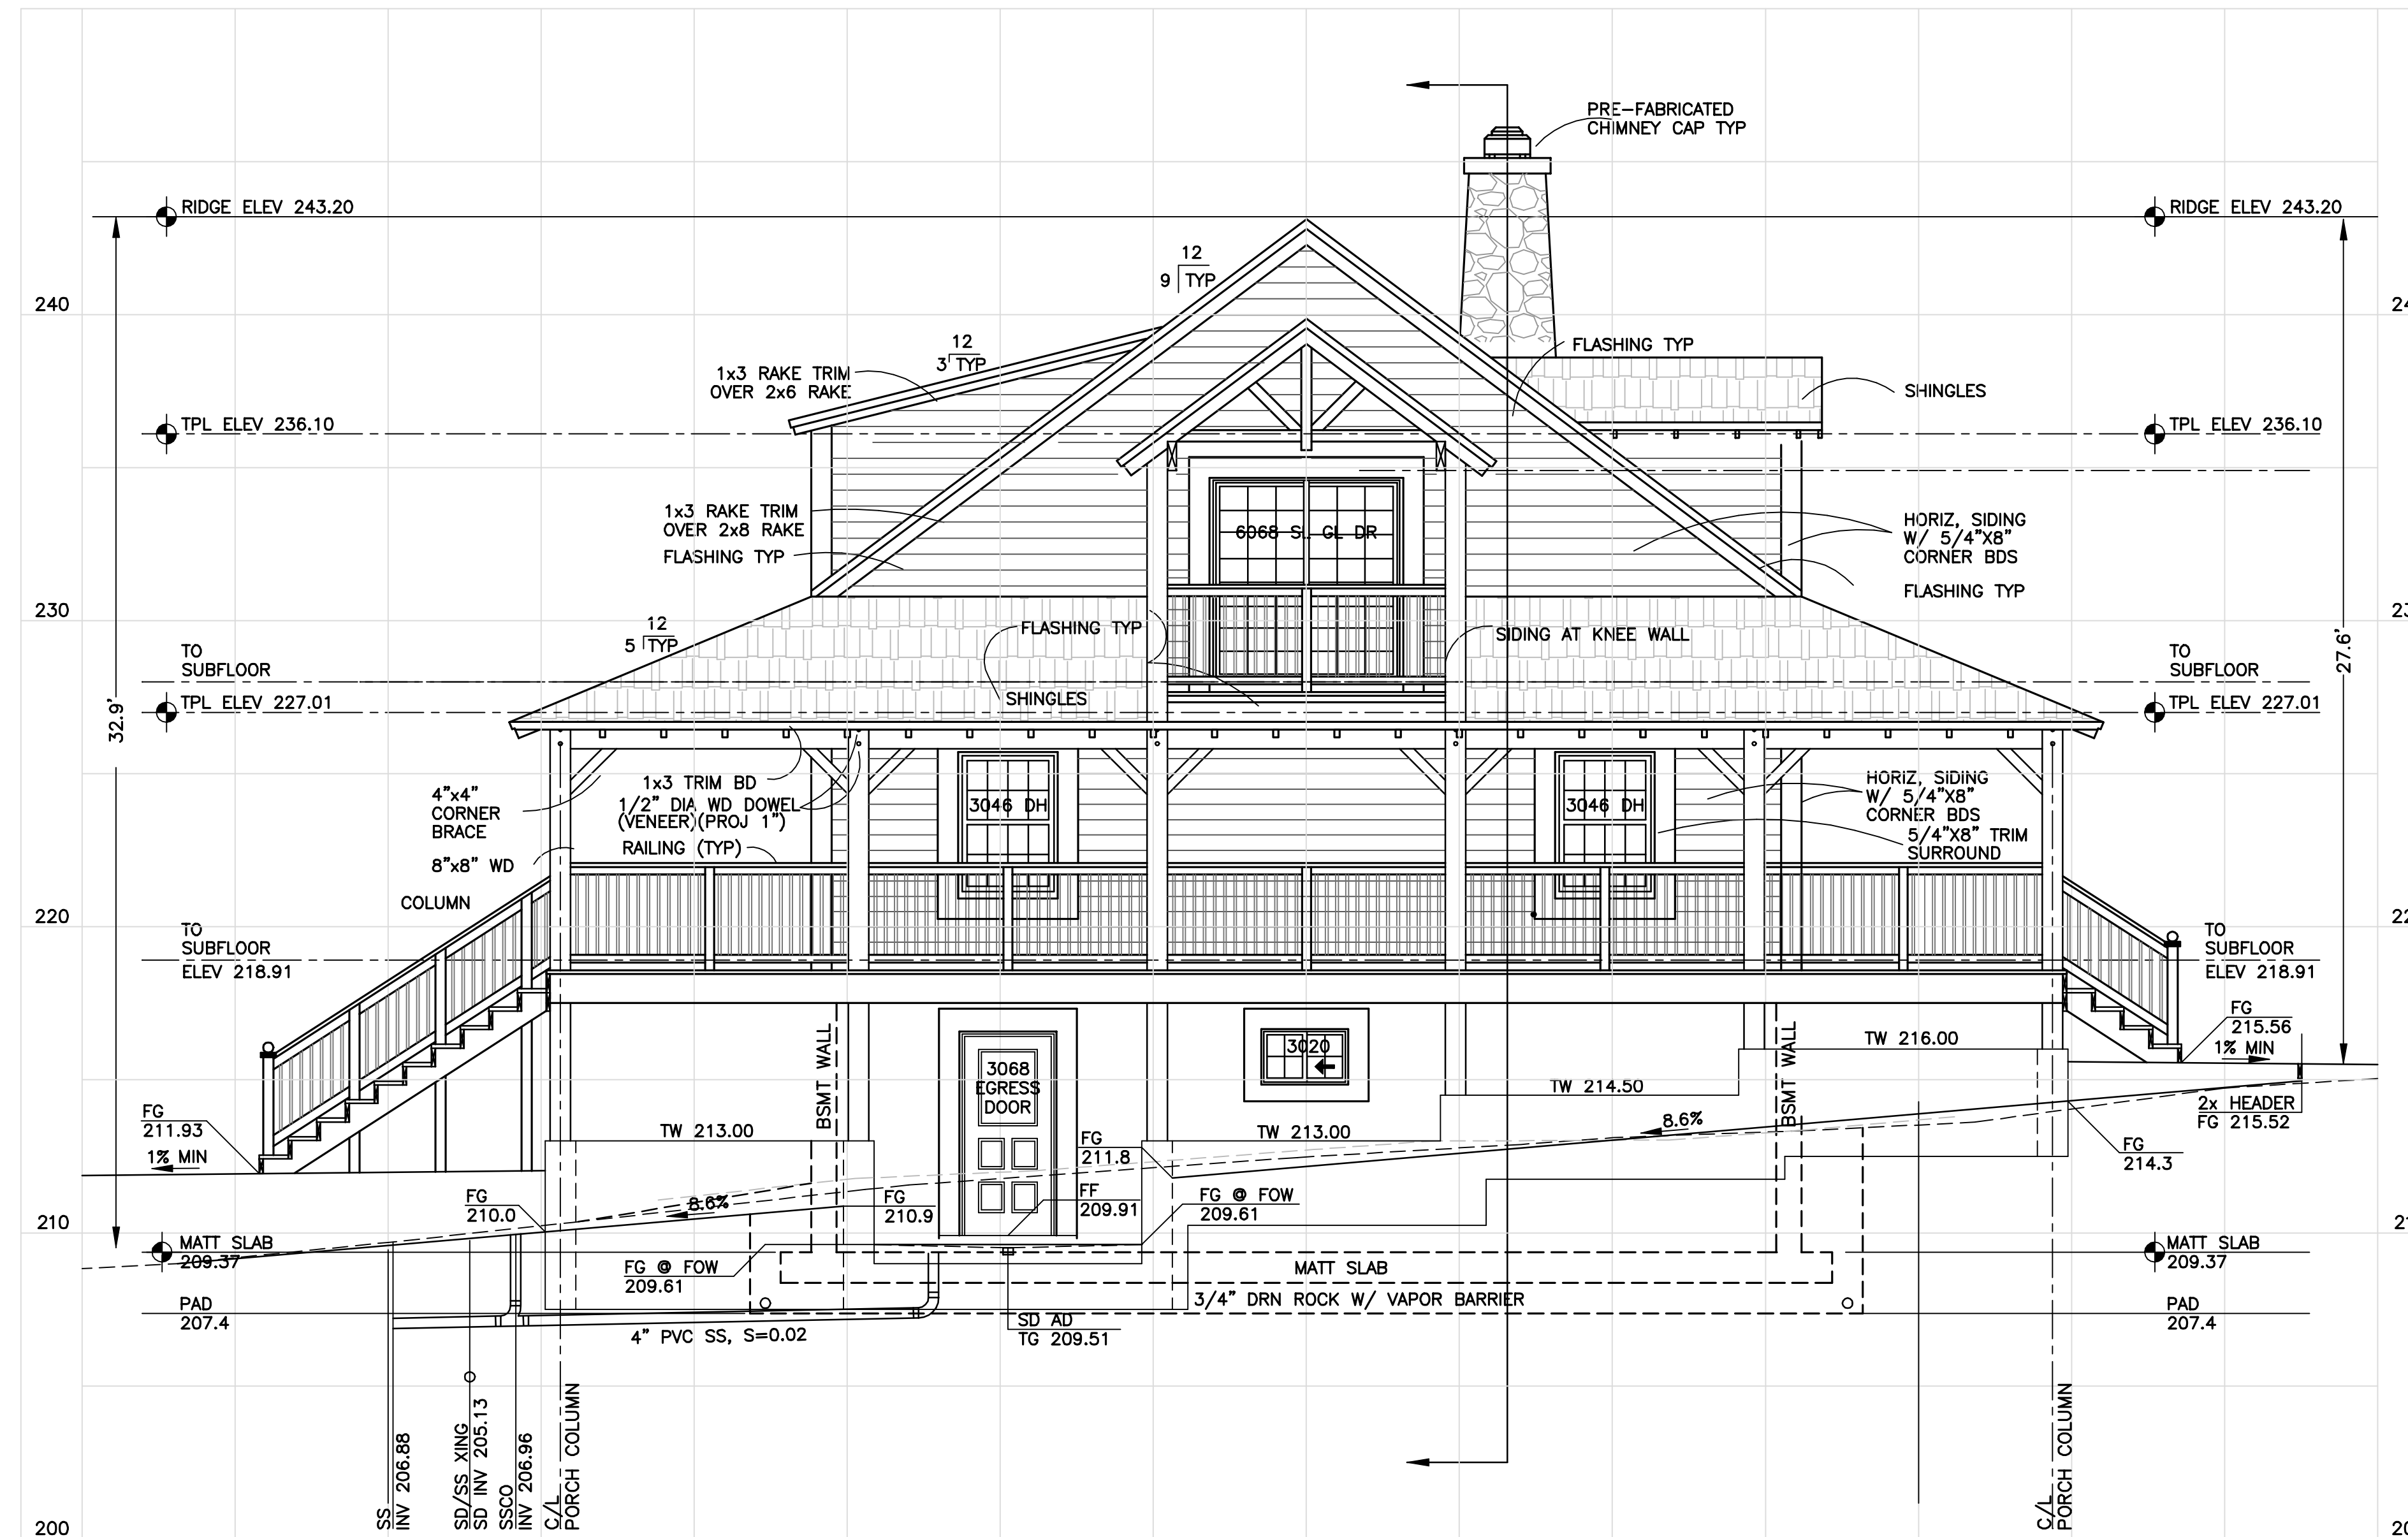 PRE-FABRICATED
CHIMNEY CAP TYP
RIDGE ELEV 243.20
RIDGE ELEV 243.20
12
9 TYP
240
24
12
3 TYP
FLASHING TYP
1x3 RAKE TRIM
OVER 2x6 RAKE
SHINGLES
TPL ELEV 236.10
TPL ELEV 236.10
1x3 RAKE TRIM
OVER 2x8 RAKE
FLASHING TYP
6068 SL GL DR
HORIZ, SIDING
W/ 5/4"X8"
CORNER BDS
FLASHING TYP
230
23
12
5 TYP
FLASHING TYP
SIDING AT KNEE WALL
27.6'
TO
SUBFLOOR
TO
SUBFLOOR
SHINGLES
TPL ELEV 227.01
TPL ELEV 227.01
32.9'
4"x4"
CORNER
BRACE
1x3 TRIM BD
1/2" DIA WD DOWEL
(VENEER)(PROJ 1")
RAILING (TYP)
3046 DH
3046 DH
HORIZ, SIDING
W/ 5/4"X8"
CORNER BDS
5/4"X8" TRIM
SURROUND
8"x8" WD
COLUMN
220
22
TO
SUBFLOOR
ELEV 218.91
TO
SUBFLOOR
ELEV 218.91
FG
215.56
1% MIN
BSMT WALL
3068
EGRESS
DOOR
3020
BSMT WALL
TW 216.00
TW 214.50
2x HEADER
FG 215.52
FG
211.93
1% MIN
TW 213.00
TW 213.00
8.6%
FG
211.8
FG
214.3
FG
210.0
8.6%
FG
210.9
FF
209.91
FG @ FOW
209.61
210
21
MATT SLAB
209.37
MATT SLAB
209.37
FG @ FOW
209.61
MATT SLAB
3/4" DRN ROCK W/ VAPOR BARRIER
PAD
207.4
PAD
207.4
4" PVC SS, S=0.02
SD AD
TG 209.51
SS
INV 206.88
SD/SS XING
SD INV 205.13
SSCO
INV 206.96
C/L
PORCH COLUMN
C/L
PORCH COLUMN
200
20